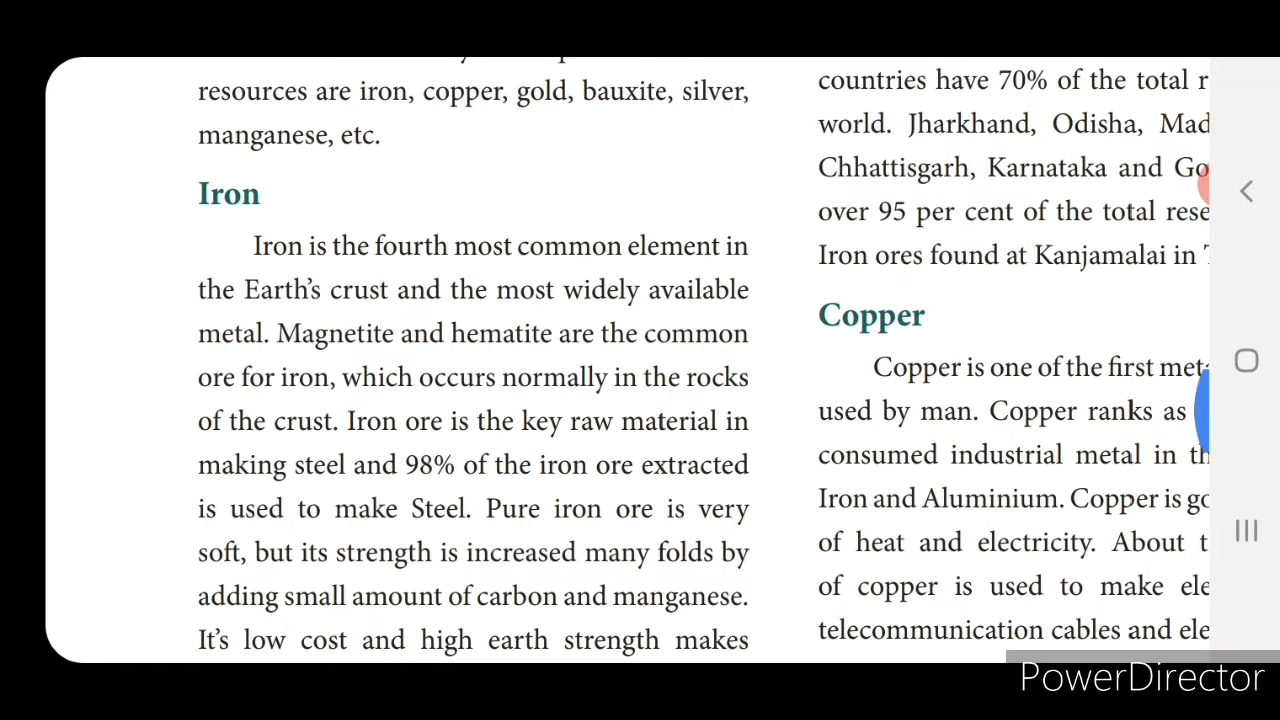 resources are iron, copper, gold, bauxite, silver,
manganese, etc.
Iron
Iron is the fourth most common element in
the Earth's crust and the most widely available
metal. Magnetite and hematite are the common
ore for iron, which occurs normally in the rocks
of the crust. Iron ore is the key raw material in
making steel and 98% of the iron ore extracted
is used to make Steel. Pure iron ore is very
soft, but its strength is increased many folds by
adding small amount of carbon and manganese.
It's low cost and high earth strength makes
countries have 70% of the total
world. Jharkhand, Odisha,
Chhattisgarh, Karnataka and
over 95 per cent of the total
Iron ores found at Kanjamalai in
Copper
Copper is one of the first
used by man. Copper ranks as
consumed industrial metal in
Iron and Aluminium. Copper is
of heat and electricity. About
of copper is used to make
telecommunication cables and
PowerDirector